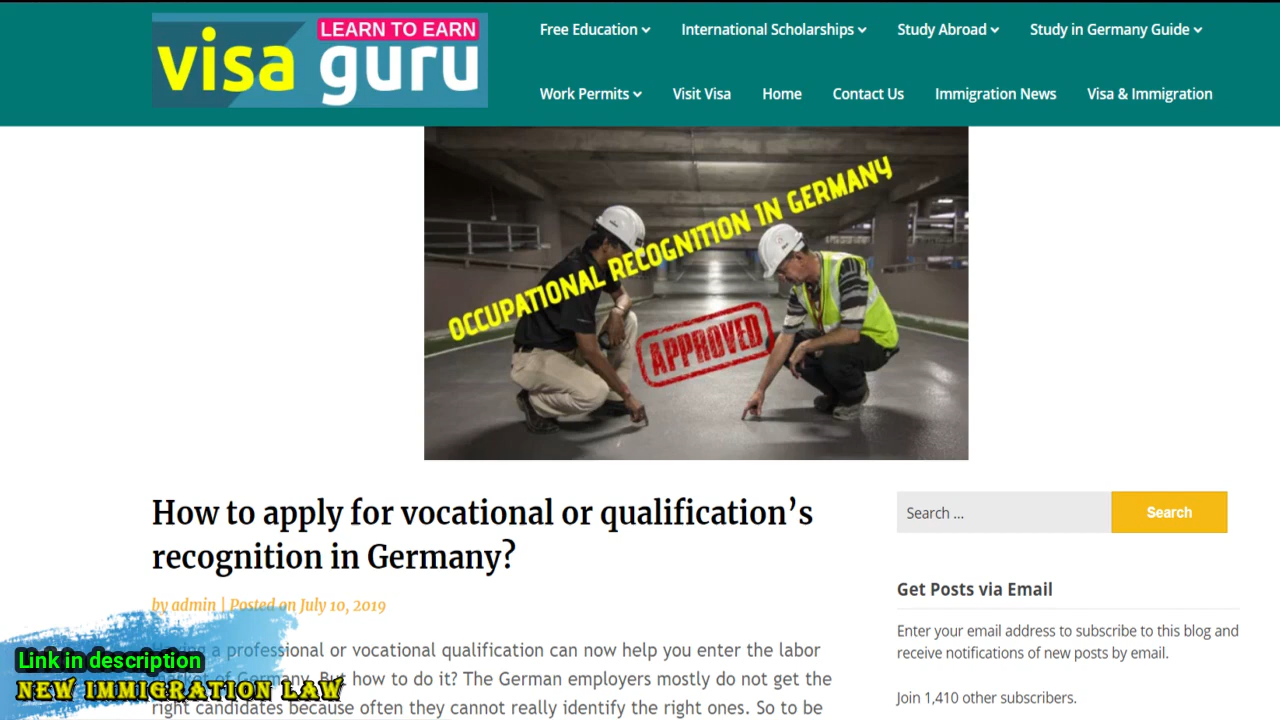 LEARN TO EARN
visa guru
Free Education
International Scholarships
Study Abroad
Study in Germany Guide
Work Permits
Visit Visa
Home
Contact Us
Immigration News
Visa & Immigration
OCCUPATIONAL RECOGNITION IN GERMANY
APPROVED
How to apply for vocational or qualification’s
recognition in Germany?
by admin | Posted on July 10, 2019
a professional or vocational qualification can now help you enter the labor
of Germany. But how to do it? The German employers mostly do not get the
right candidates because often they cannot really identify the right ones. So to be
Search ...
Search
Get Posts via Email
Enter your email address to subscribe to this blog and
receive notifications of new posts by email.
Join 1,410 other subscribers.
Link in description
NEW IMMIGRATION LAW